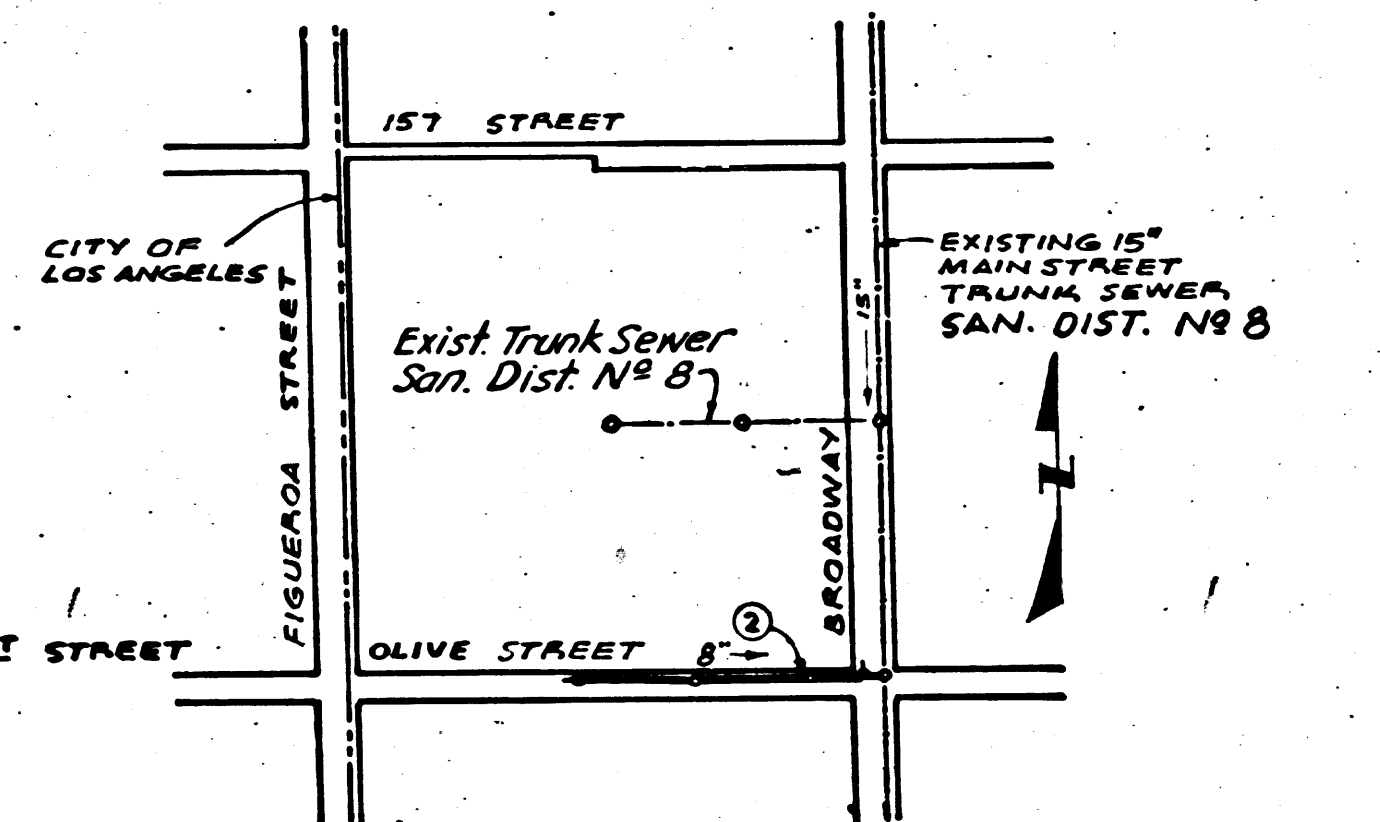 157 STREET
CITY OF
LOS ANGELES
EXISTING 15"
MAIN STREET
TRUNK SEWER
SAN. DIST. Nº 8
15"
Exist. Trunk Sewer
San. Dist. Nº 8
FIGUEROA STREET
BROADWAY
N
2
STREET
OLIVE STREET
8"